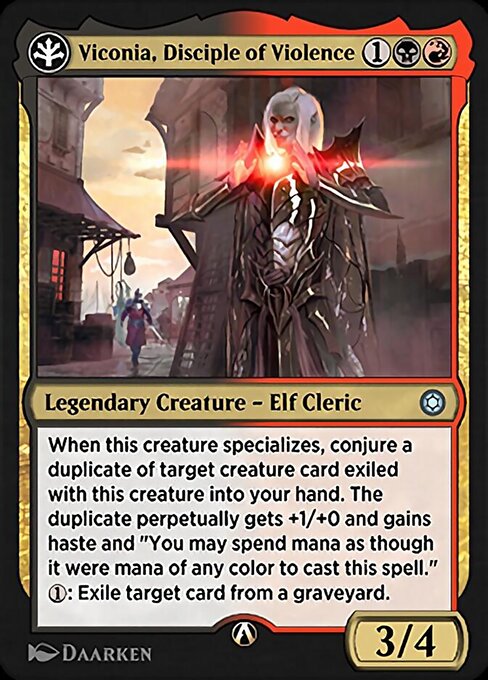 Viconia, Disciple of Violence 1
Legendary Creature – Elf Cleric
When this creature specializes, conjure a
duplicate of target creature card exiled
with this creature into your hand. The
duplicate perpetually gets +1/+0 and gains
haste and "You may spend mana as though
it were mana of any color to cast this spell."
1: Exile target card from a graveyard.
DAARKEN
3/4